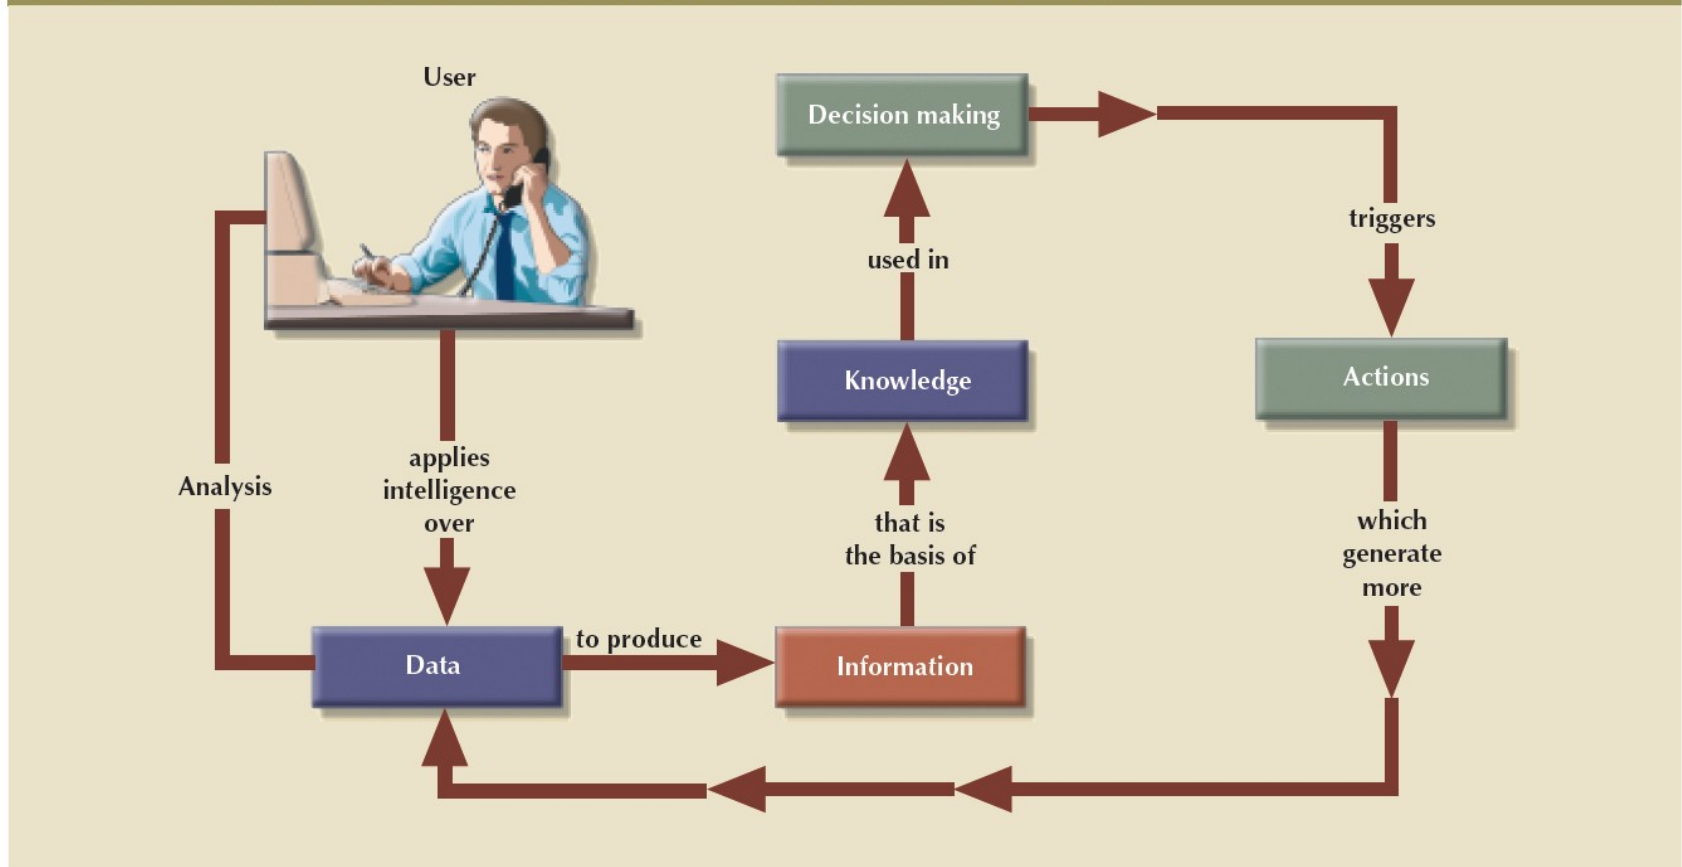 User
Decision making
triggers
used in
Knowledge
Actions
Analysis
applies
intelligence
over
that is
the basis of
which
generate
more
Data
to produce
Information